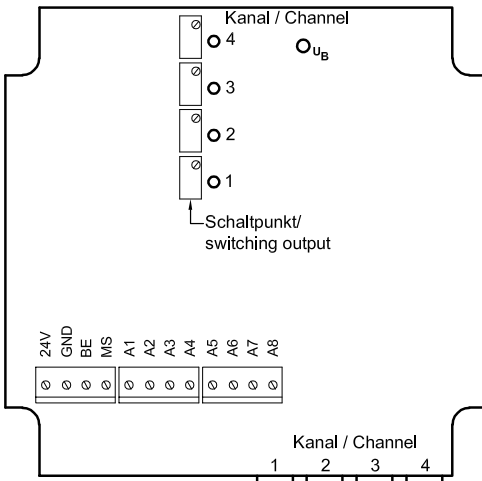 Kanal / Channel
4
U_B
3
2
1
Schaltpunkt/
switching output
24V GND BE MS A1 A2 A3 A4 A5 A6 A7 A8
Kanal / Channel
1 2 3 4